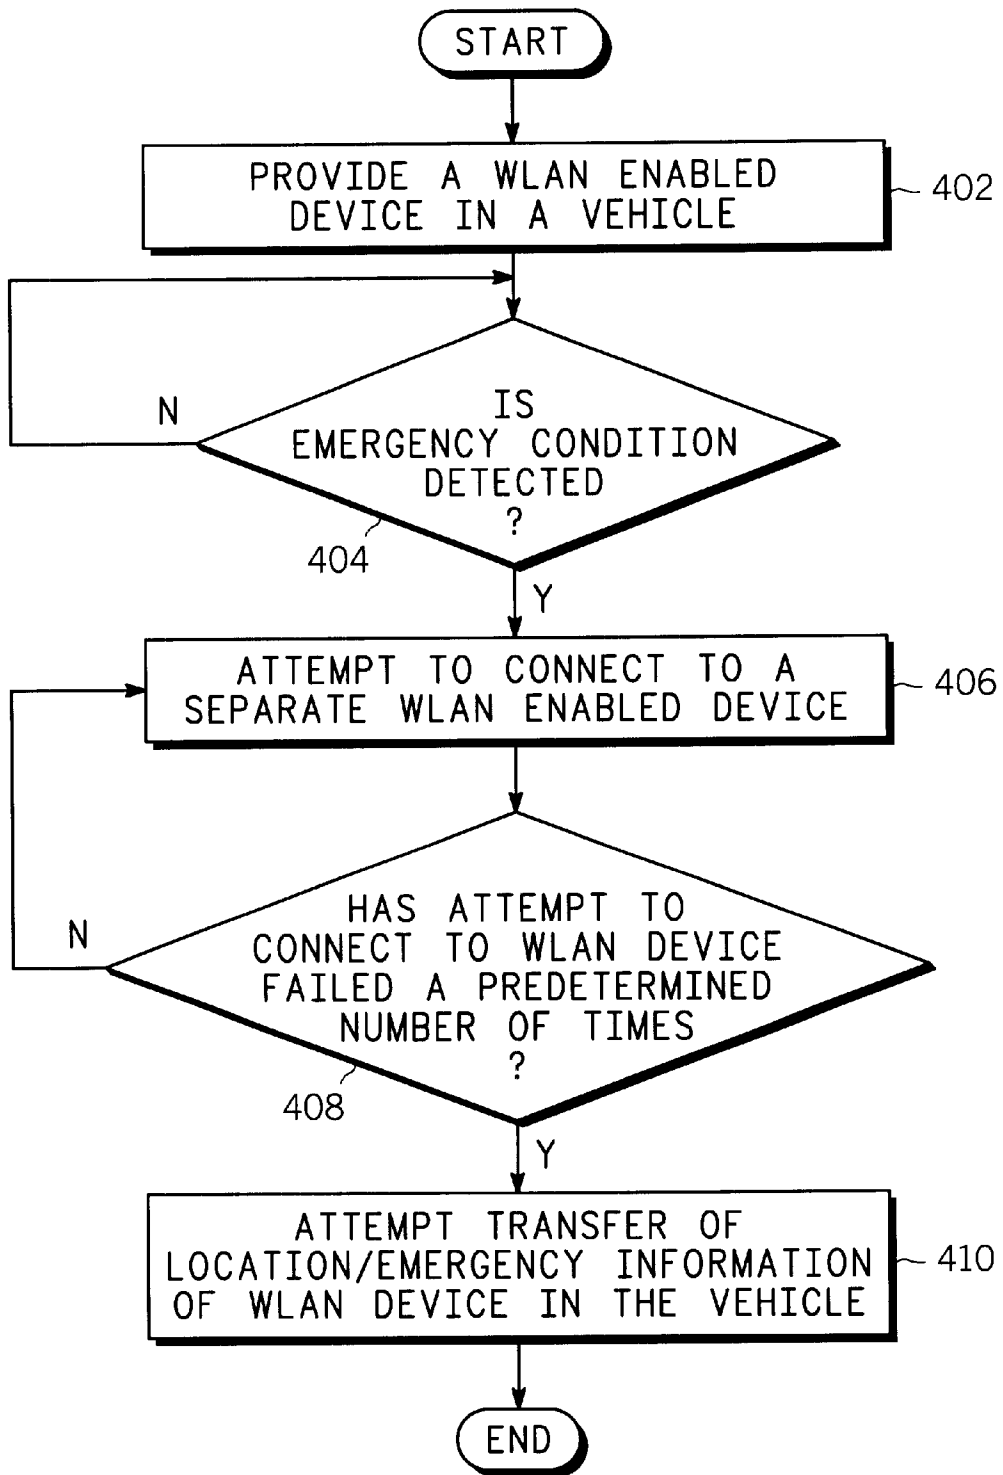 START
PROVIDE A WLAN ENABLED
DEVICE IN A VEHICLE
402
N
IS
EMERGENCY CONDITION
DETECTED
?
404
Y
ATTEMPT TO CONNECT TO A
SEPARATE WLAN ENABLED DEVICE
406
N
HAS ATTEMPT TO
CONNECT TO WLAN DEVICE
FAILED A PREDETERMINED
NUMBER OF TIMES
?
408
Y
ATTEMPT TRANSFER OF
LOCATION/EMERGENCY INFORMATION
OF WLAN DEVICE IN THE VEHICLE
410
END